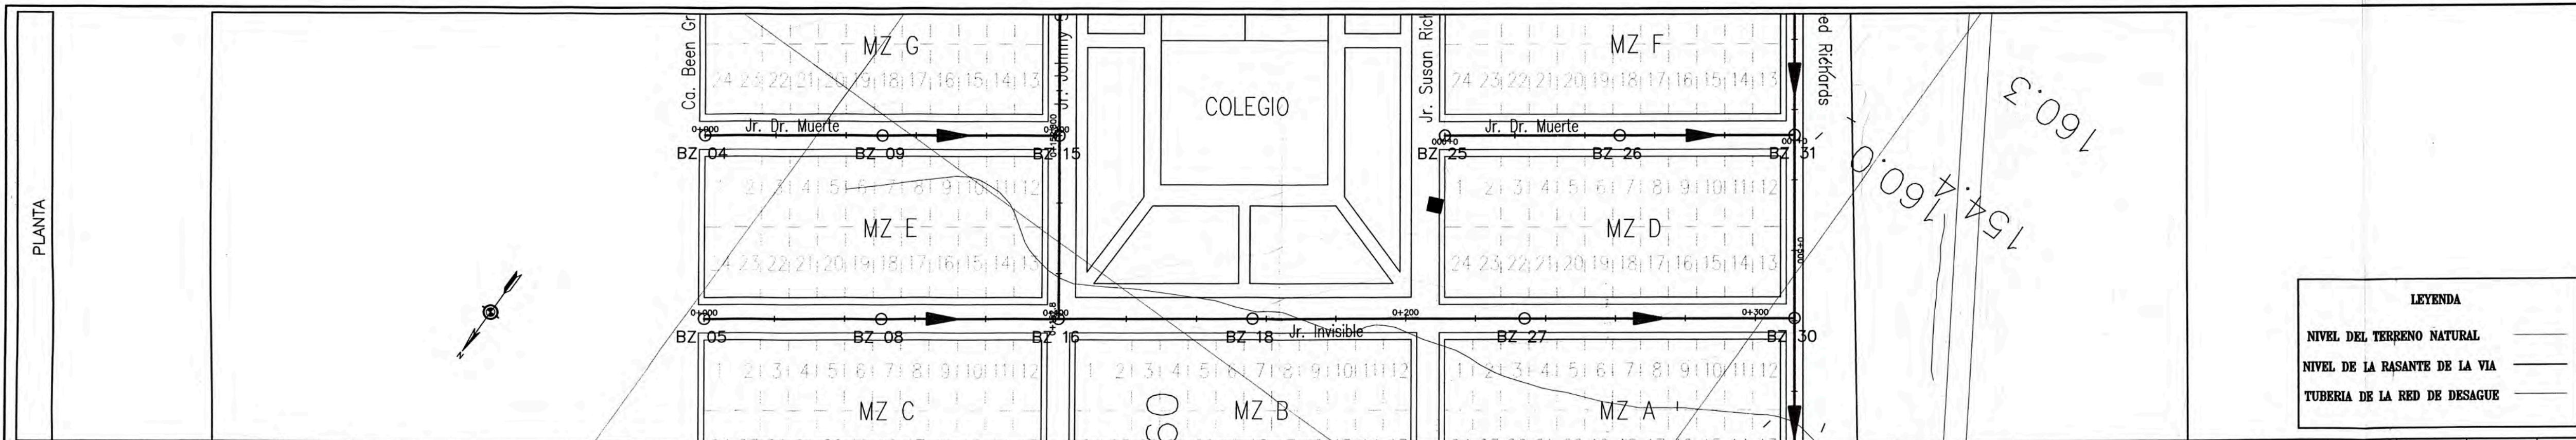 PLANTA
Ca. Been Gr
MZ G
24 23 22 21 20 19 18 17 16 15 14 13
Jr. Johnny S
COLEGIO
Jr. Susan Rich
MZ F
24 23 22 21 20 19 18 17 16 15 14 13
ed Richards
160.3
160.0
154.4
0+000
Jr. Dr. Muerte
BZ 04
BZ 09
BZ 15
Jr. Dr. Muerte
BZ 25
BZ 26
BZ 31
1 2 3 4 5 6 7 8 9 10 11 12
MZ E
24 23 22 21 20 19 18 17 16 15 14 13
1 2 3 4 5 6 7 8 9 10 11 12
MZ D
24 23 22 21 20 19 18 17 16 15 14 13
N
0+000
0+200
0+300
BZ 05
BZ 08
BZ 16
BZ 18
Jr. Invisible
BZ 27
BZ 30
1 2 3 4 5 6 7 8 9 10 11 12
MZ C
1 2 3 4 5 6 7 8 9 10 11 12
MZ B
60
1 2 3 4 5 6 7 8 9 10 11 12
MZ A
LEYENDA
NIVEL DEL TERRENO NATURAL
NIVEL DE LA RASANTE DE LA VIA
TUBERIA DE LA RED DE DESAGUE